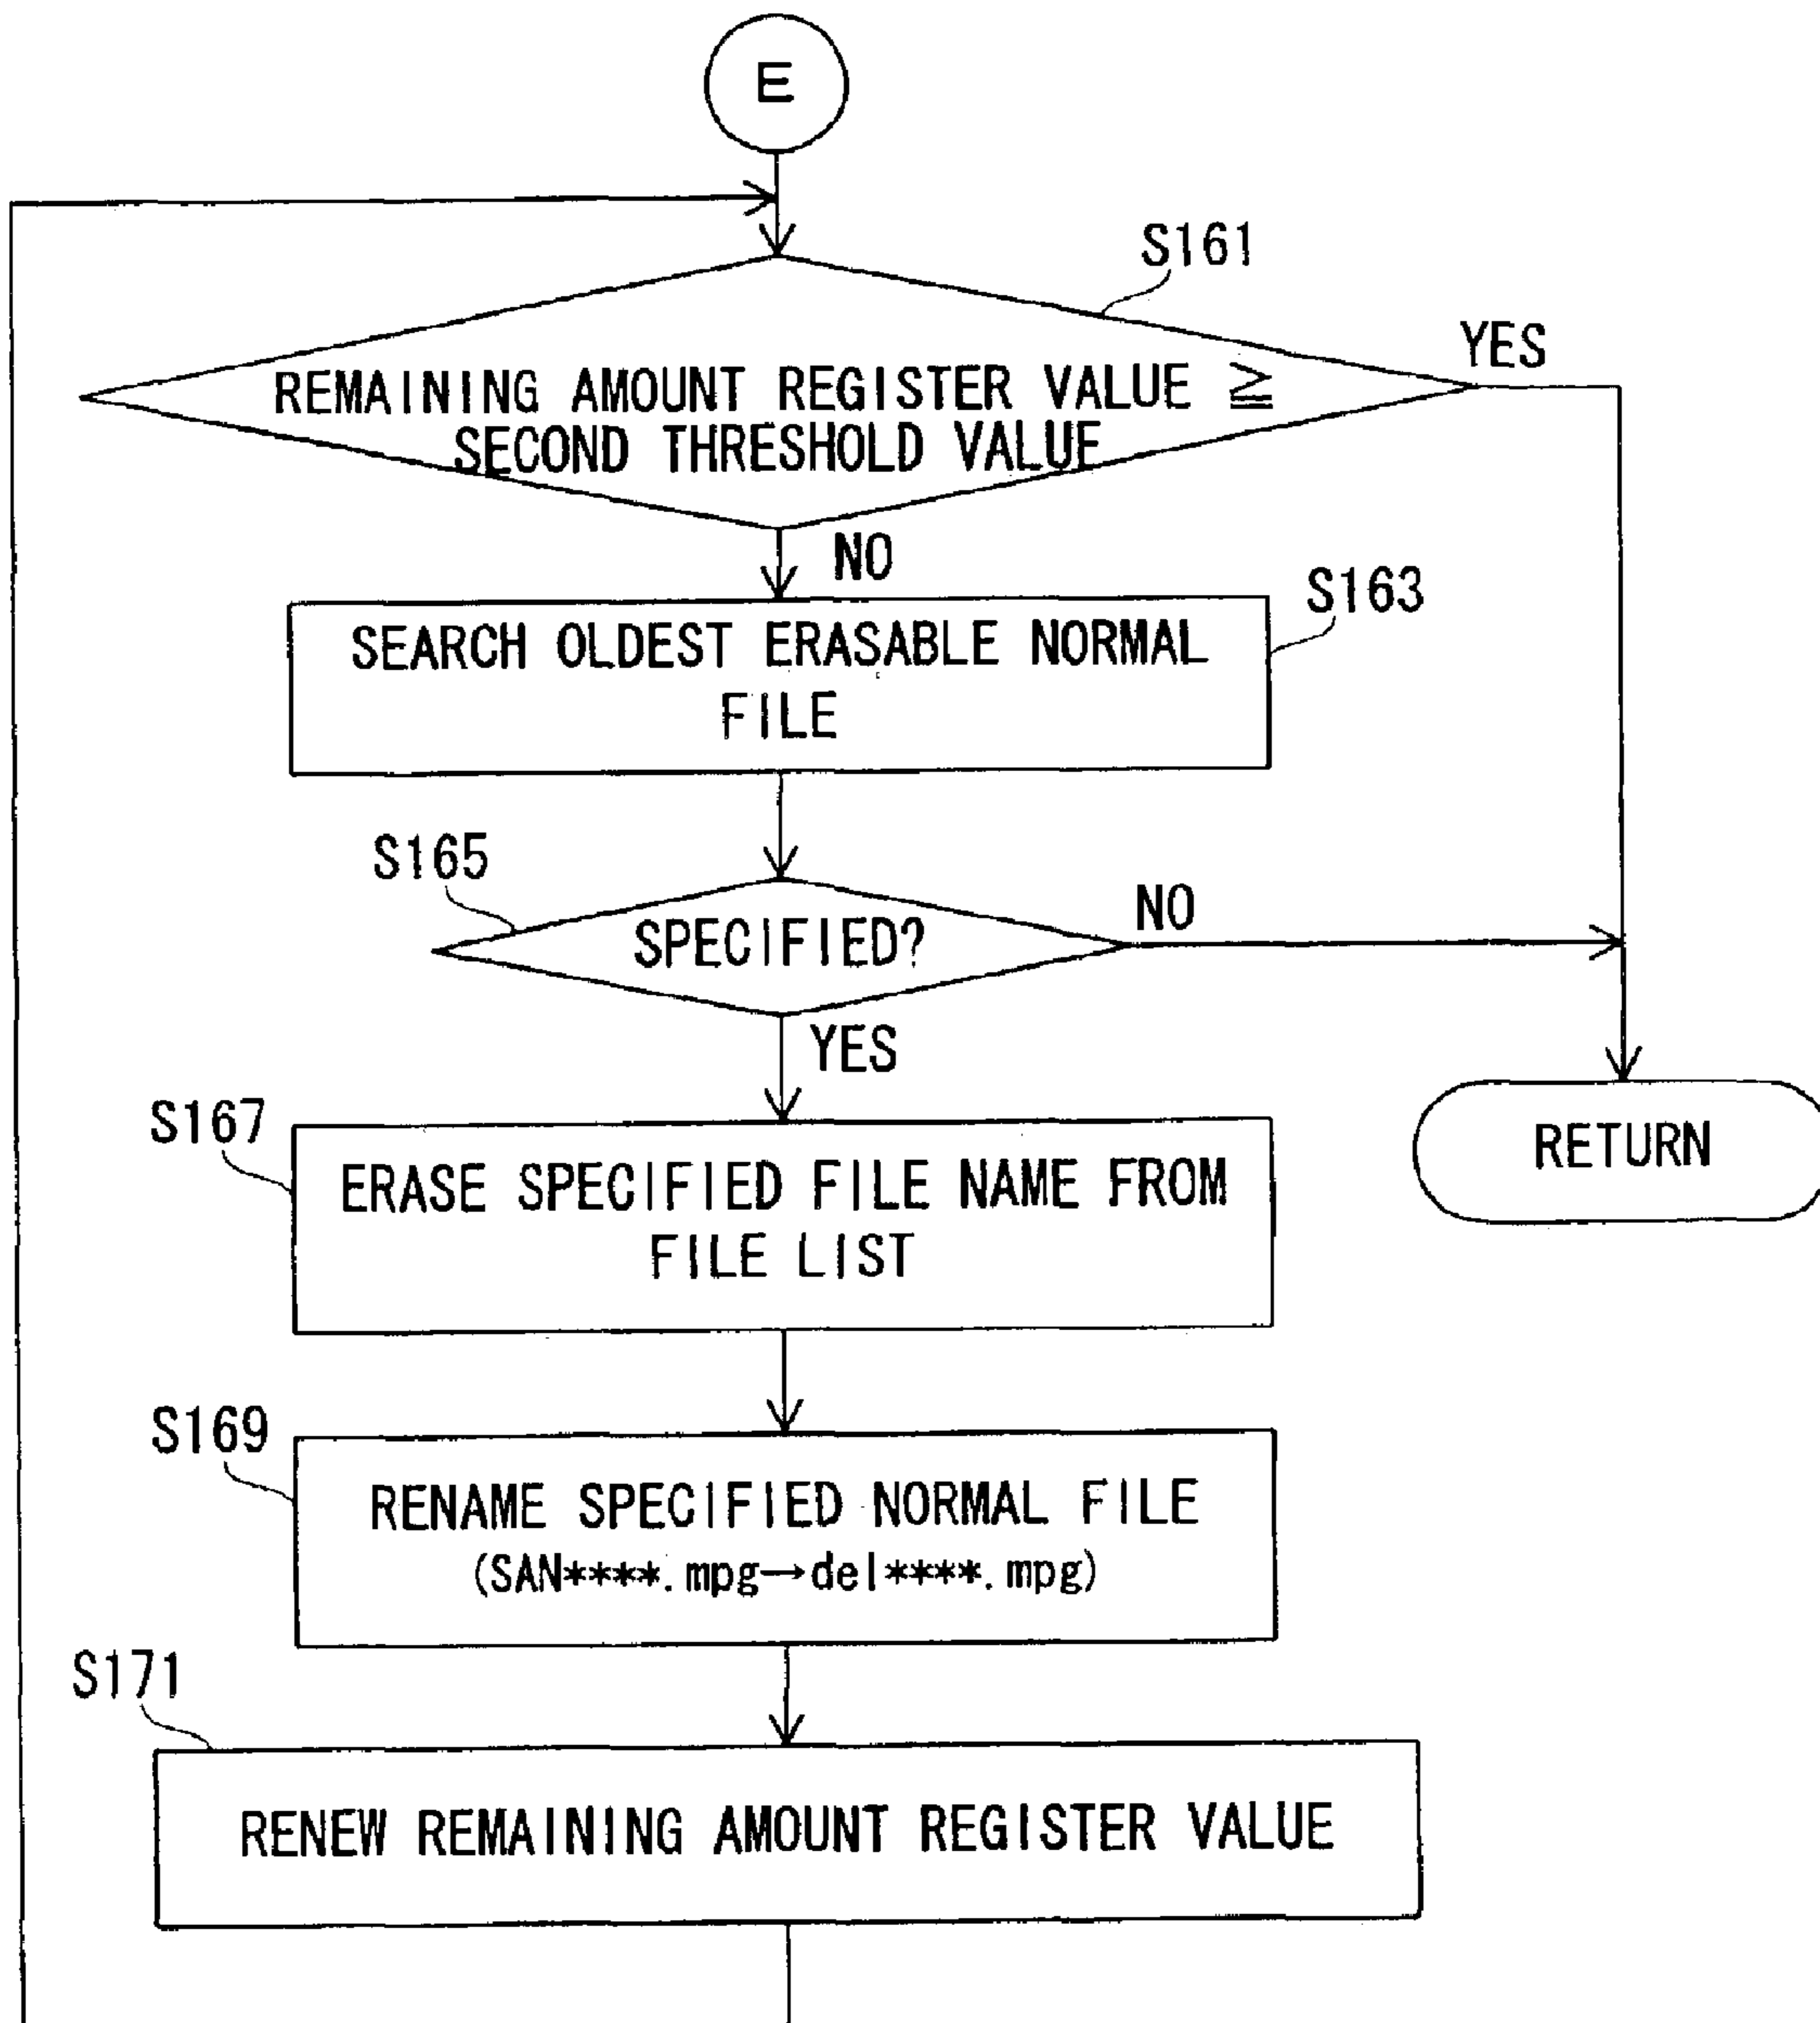 E
S161
YES
REMAINING AMOUNT REGISTER VALUE ≧
SECOND THRESHOLD VALUE
NO
S163
SEARCH OLDEST ERASABLE NORMAL
FILE
S165
NO
SPECIFIED?
YES
S167
ERASE SPECIFIED FILE NAME FROM
FILE LIST
RETURN
S169
RENAME SPECIFIED NORMAL FILE
(SAN****.mpg→del****.mpg)
S171
RENEW REMAINING AMOUNT REGISTER VALUE